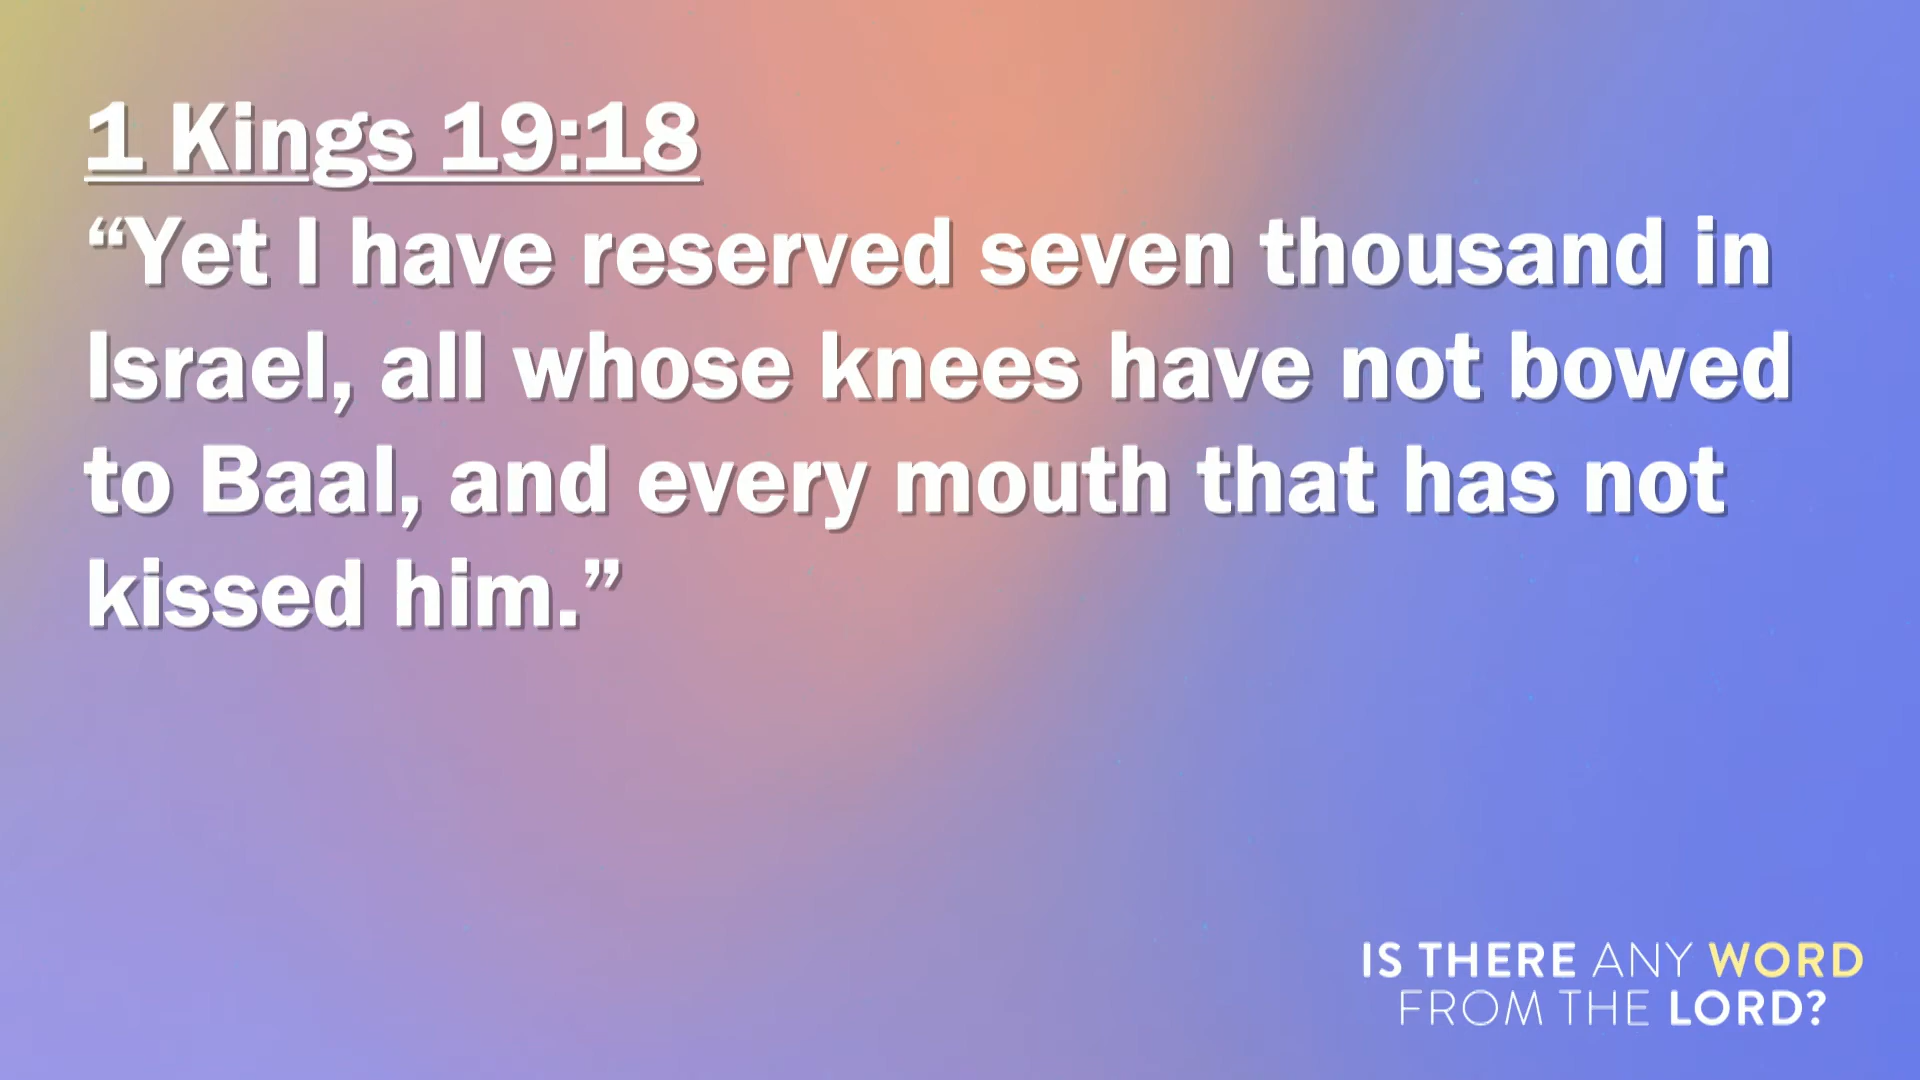 1 Kings 19:18
“Yet I have reserved seven thousand in
Israel, all whose knees have not bowed
to Baal, and every mouth that has not
kissed him.”
IS THERE ANY WORD
FROM THE LORD?